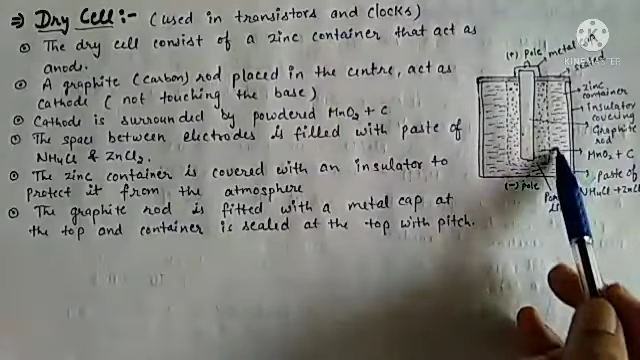 ⇒ Dry Cell:- (used in transistors and clocks)
The dry cell consist of a zinc container that act as
anode.
A graphite (carbon) rod placed in the centre, act as
cathode (not touching the base)
Cathode is surrounded by powdered MnO2 + C
The space between electrodes is filled with paste of
NH4Cl & ZnCl2.
The zinc container is covered with an insulator to
protect it from the atmosphere
The graphite rod is fitted with a metal cap at
the top and container is sealed at the top with pitch.
(+) Pole
metal
Zinc
container
Insulator
covering
Graphite
rod
MnO2 + C
Paste of
NH4Cl +
(-) Pole
Made with
KINEMASTER